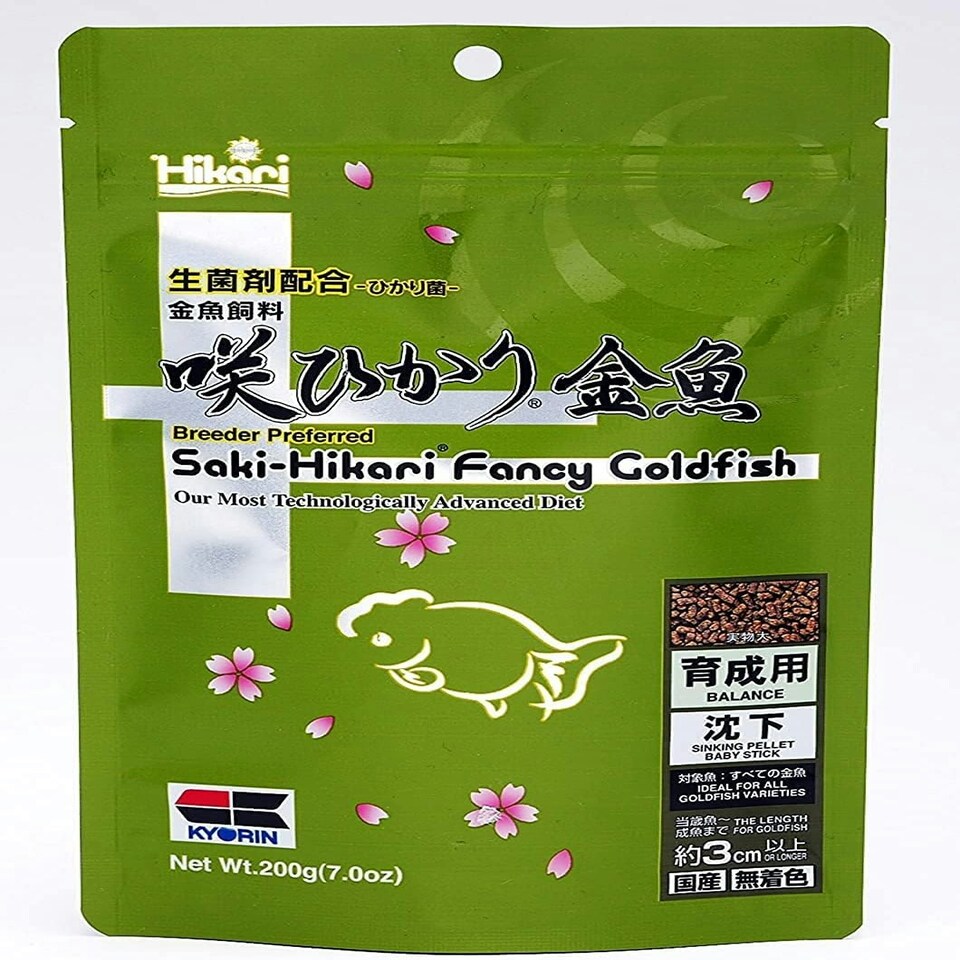 Hikari
生菌剤配合-ひかり菌-
金魚飼料
咲ひかり®金魚
Breeder Preferred
Saki-Hikari® Fancy Goldfish
Our Most Technologically Advanced Diet
実物大
育成用
BALANCE
沈下
SINKING PELLET
BABY STICK
対象魚：すべての金魚
IDEAL FOR ALL
GOLDFISH VARIETIES
当歳魚〜 THE LENGTH
成魚まで FOR GOLDFISH
約3cm以上
OR LONGER
国産 無着色
KYORIN
Net Wt.200g(7.0oz)